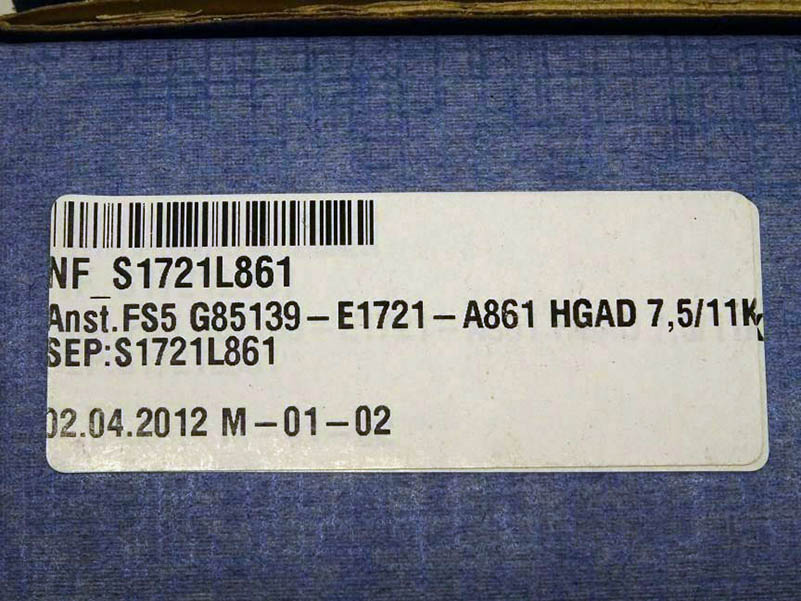 NF_S1721L861
Anst.FS5 G85139-E1721-A861 HGAD 7,5/11K
SEP:S1721L861
02.04.2012 M-01-02